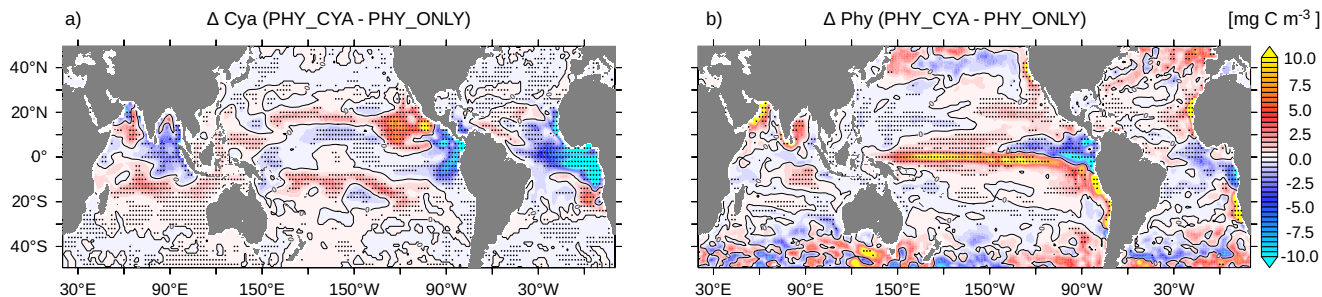 a)
Δ Cya (PHY_CYA - PHY_ONLY)
b)
Δ Phy (PHY_CYA - PHY_ONLY)
[mg C m-3 ]
40°N
20°N
0°
20°S
40°S
30°E 90°E 150°E 150°W 90°W 30°W
30°E 90°E 150°E 150°W 90°W 30°W
10.0
7.5
5.0
2.5
0.0
-2.5
-5.0
-7.5
-10.0